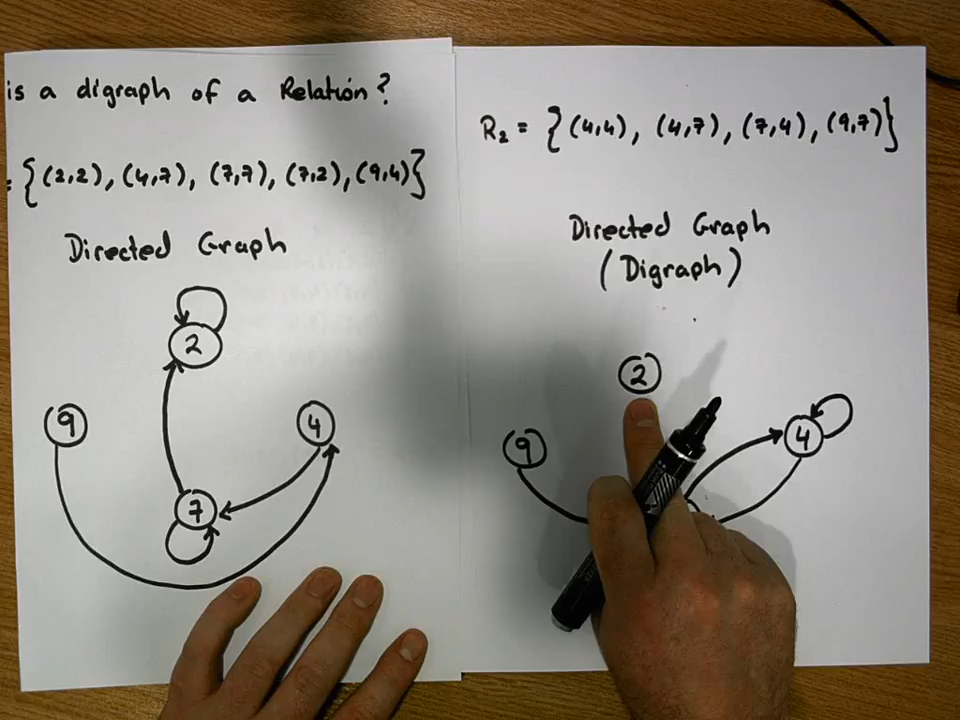 is a digraph of a Relation?
= {(2,2), (4,7), (7,7), (7,2), (9,4)}
Directed Graph
2
9
4
7
R₂ = {(4,4), (4,7), (7,4), (9,7)}
Directed Graph
(Digraph)
2
9
4